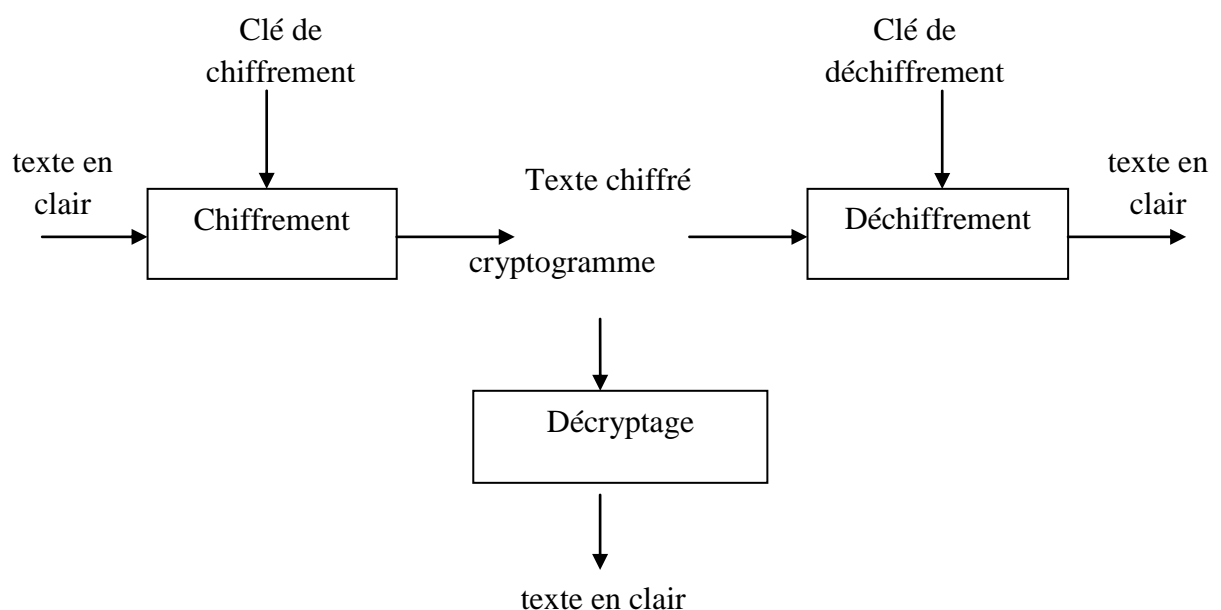 Clé de
chiffrement
Clé de
déchiffrement
texte en
clair
Chiffrement
Texte chiffré
cryptogramme
Déchiffrement
texte en
clair
Décryptage
texte en clair